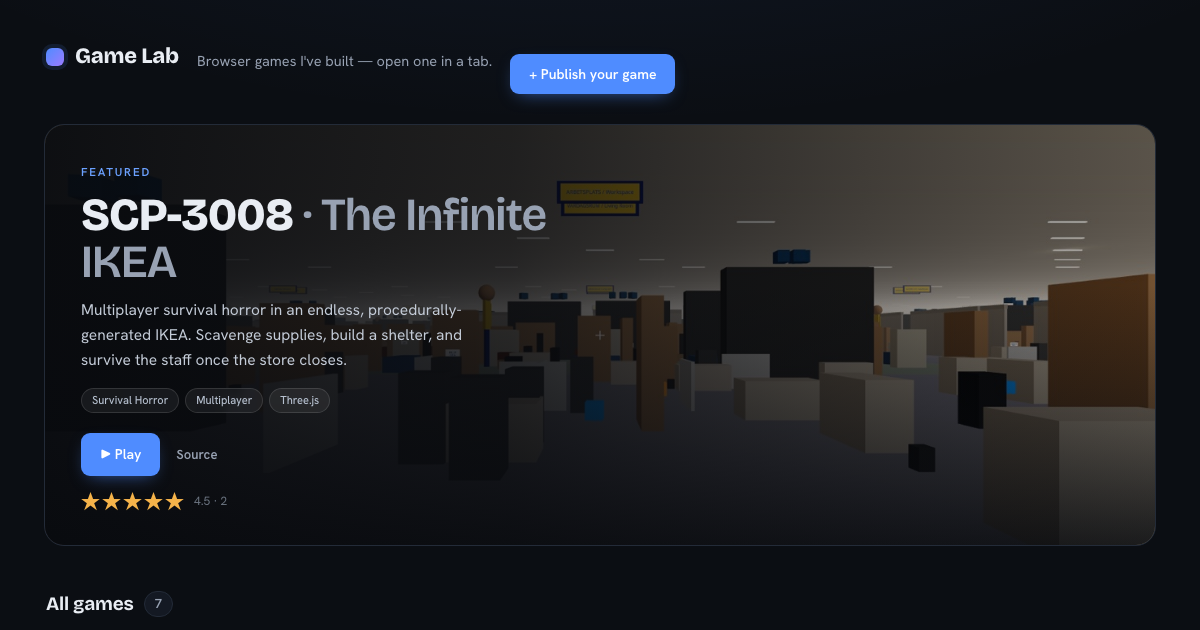 Game Lab
Browser games I've built — open one in a tab.
+ Publish your game
FEATURED
SCP-3008 · The Infinite
IKEA
Multiplayer survival horror in an endless, procedurally-
generated IKEA. Scavenge supplies, build a shelter, and
survive the staff once the store closes.
Survival Horror
Multiplayer
Three.js
▶ Play
Source
★★★★★ 4.5 · 2
All games
7